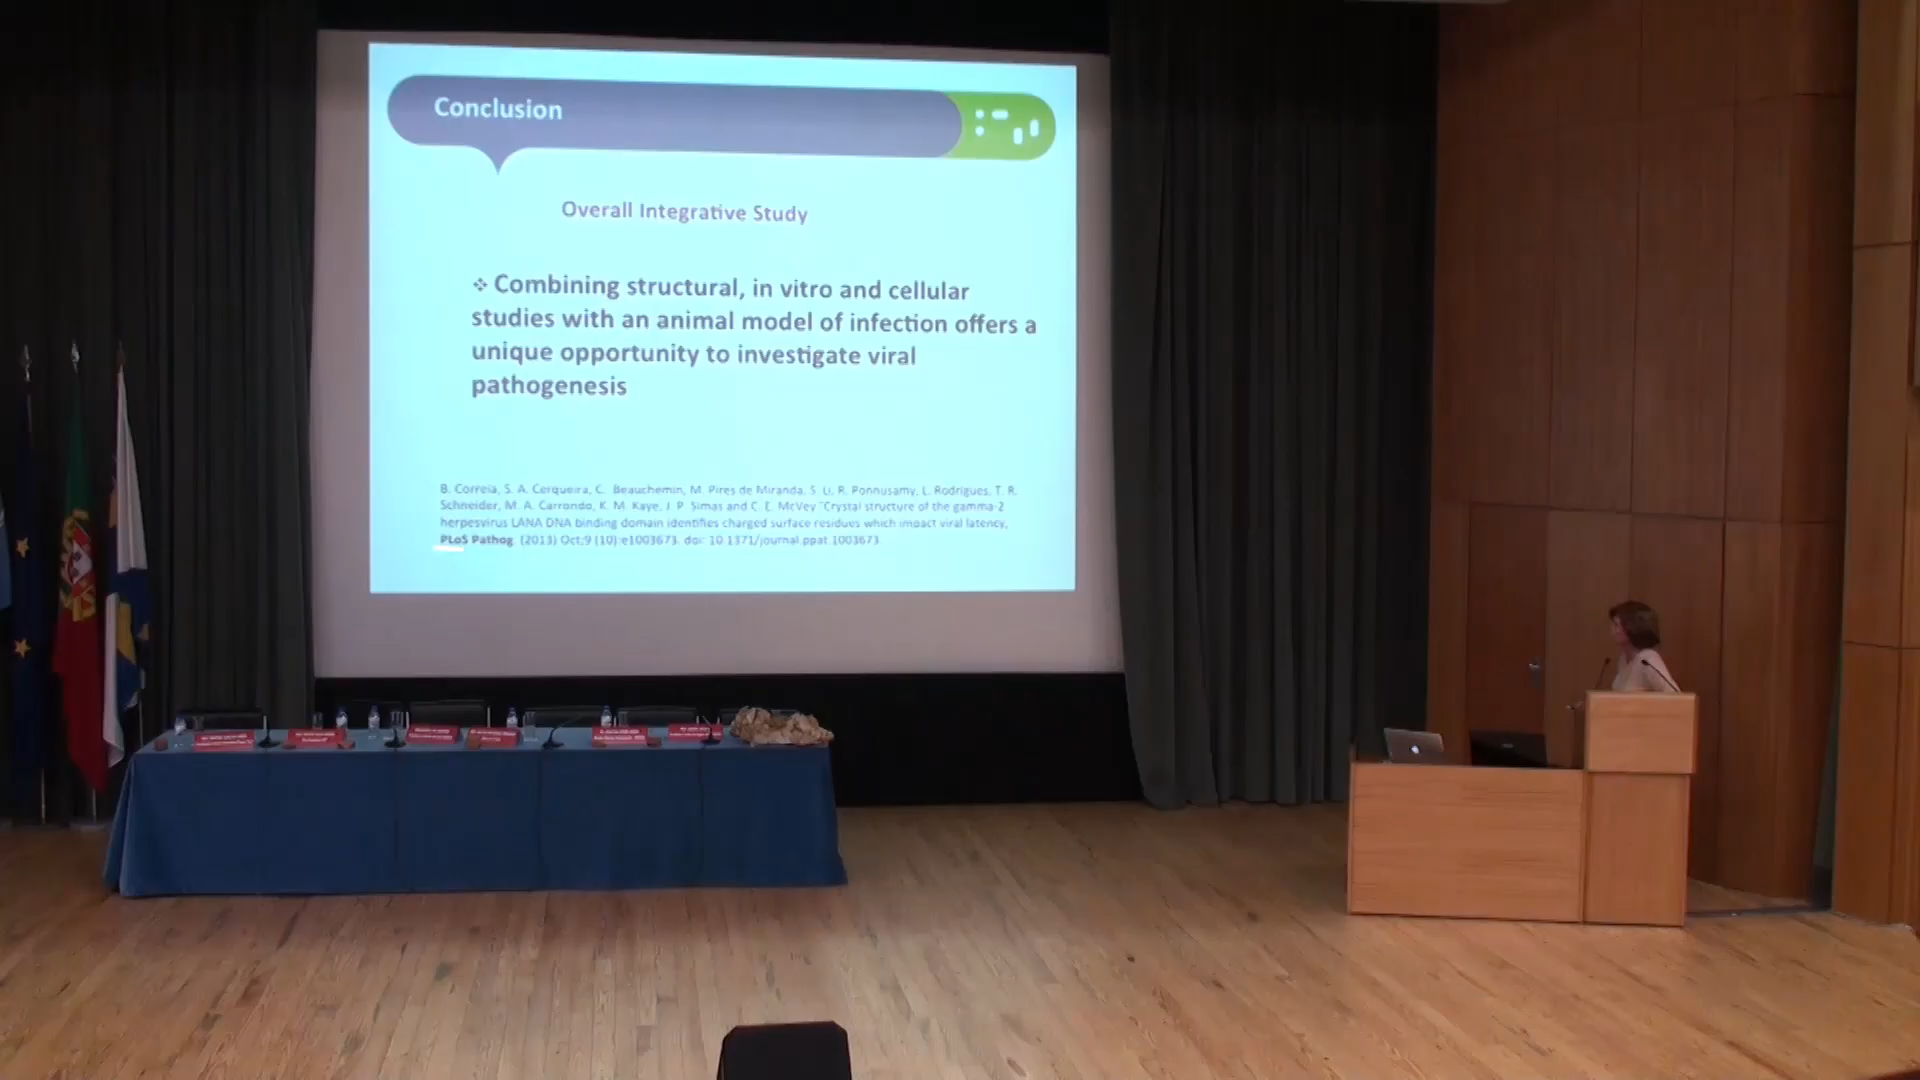 Conclusion
Overall Integrative Study
❖ Combining structural, in vitro and cellular
studies with an animal model of infection offers a
unique opportunity to investigate viral
pathogenesis
B. Correia, S. A. Cerqueira, C. Beauchemin, M. Pires de Miranda, S. Li, R. Ponnusamy, L. Rodrigues, T. R.
Schneider, M. A. Carrondo, K. M. Kaye, J. P. Simas and C. E. McVey "Crystal structure of the gamma-2
herpesvirus LANA DNA binding domain identifies charged surface residues which impact viral latency,
PLoS Pathog. (2013) Oct;9 (10):e1003673. doi: 10.1371/journal.ppat.1003673